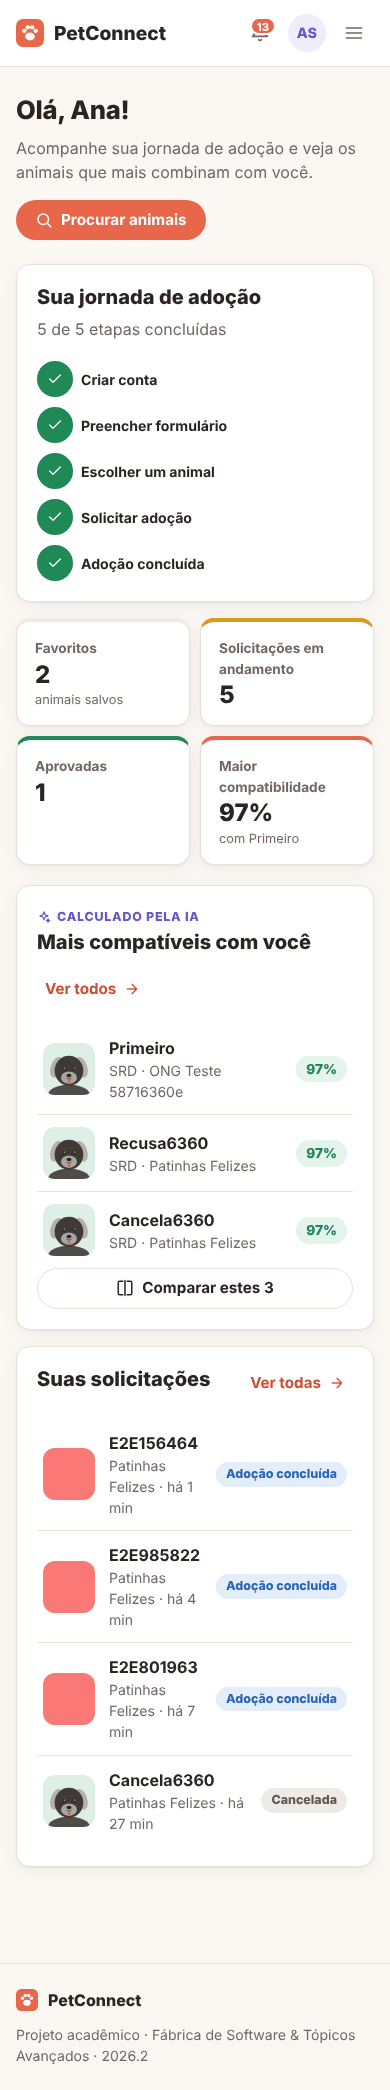 PetConnect
13
AS
Olá, Ana!
Acompanhe sua jornada de adoção e veja os
animais que mais combinam com você.
Procurar animais
Sua jornada de adoção
5 de 5 etapas concluídas
Criar conta
Preencher formulário
Escolher um animal
Solicitar adoção
Adoção concluída
Favoritos
2
animais salvos
Solicitações em
andamento
5
Aprovadas
1
Maior
compatibilidade
97%
com Primeiro
CALCULADO PELA IA
Mais compatíveis com você
Ver todos
Primeiro
SRD · ONG Teste
58716360e
97%
Recusa6360
SRD · Patinhas Felizes
97%
Cancela6360
SRD · Patinhas Felizes
97%
Comparar estes 3
Suas solicitações
Ver todas
E2E156464
Patinhas
Felizes · há 1
min
Adoção concluída
E2E985822
Patinhas
Felizes · há 4
min
Adoção concluída
E2E801963
Patinhas
Felizes · há 7
min
Adoção concluída
Cancela6360
Patinhas Felizes · há
27 min
Cancelada
PetConnect
Projeto acadêmico · Fábrica de Software & Tópicos
Avançados · 2026.2